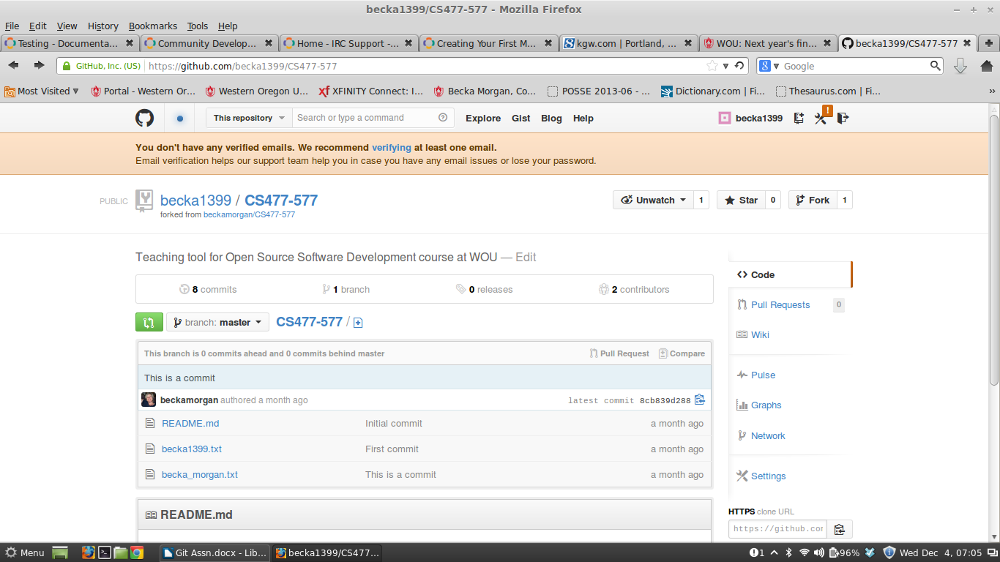 becka1399/CS477-577 - Mozilla Firefox
File Edit View History Bookmarks Tools Help
Testing - Documenta... Community Develop... Home - IRC Support -... Creating Your First M... kgw.com | Portland, ... WOU: Next year's fin... becka1399/CS477-577
GitHub, Inc. (US) https://github.com/becka1399/CS477-577 Google
Most Visited Portal - Western Or... Western Oregon U... XFINITY Connect: I... Becka Morgan, Co... POSSE 2013-06 - ... Dictionary.com | Fi... Thesaurus.com | Fi... »
This repository Search or type a command Explore Gist Blog Help becka1399
You don't have any verified emails. We recommend verifying at least one email.
Email verification helps our support team help you in case you have any email issues or lose your password.
PUBLIC becka1399 / CS477-577 Unwatch 1 Star 0 Fork 1
forked from beckamorgan/CS477-577
Teaching tool for Open Source Software Development course at WOU — Edit
8 commits 1 branch 0 releases 2 contributors
branch: master CS477-577 /
This branch is 0 commits ahead and 0 commits behind master Pull Request Compare
This is a commit
beckamorgan authored a month ago latest commit 8cb839d288
README.md Initial commit a month ago
becka1399.txt First commit a month ago
becka_morgan.txt This is a commit a month ago
README.md
Code
Pull Requests 0
Wiki
Pulse
Graphs
Network
Settings
HTTPS clone URL
https://github.com
Menu Git Assn.docx - Lib... becka1399/CS477... 1 96% Wed Dec 4, 07:05